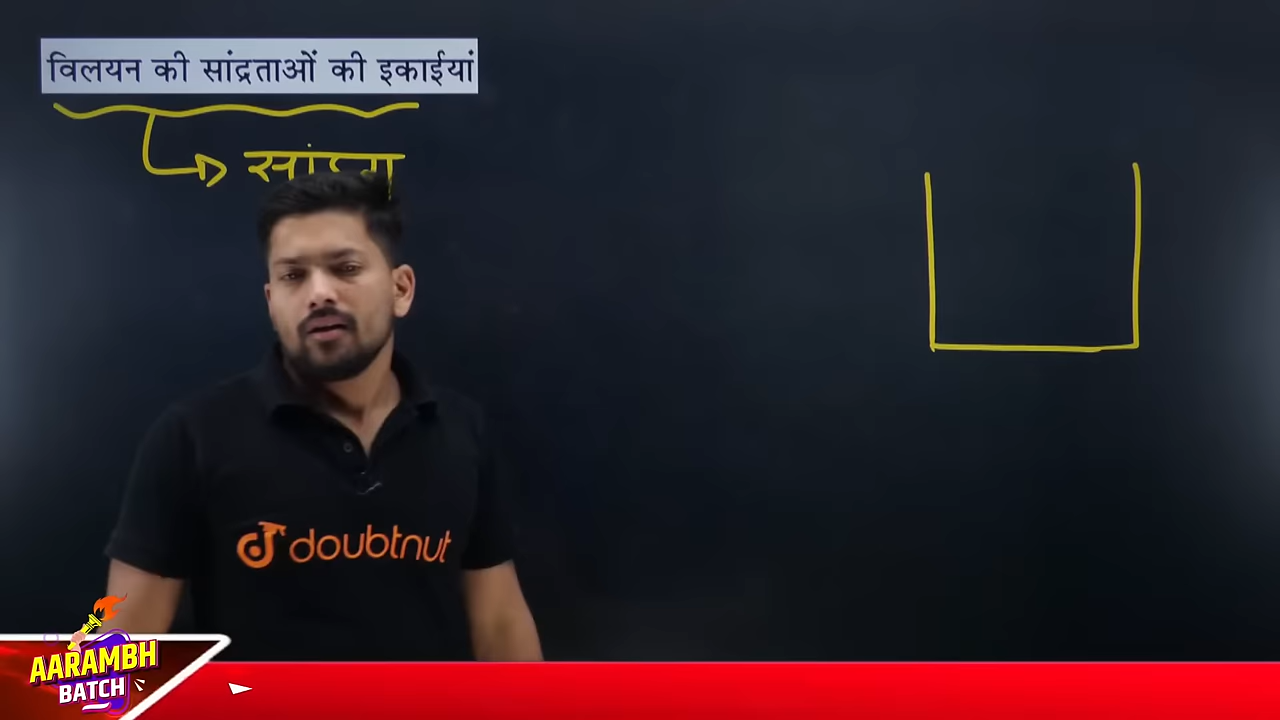 विलयन की सांद्रताओं की इकाईयां
doubtnut
AARAMBH
BATCH